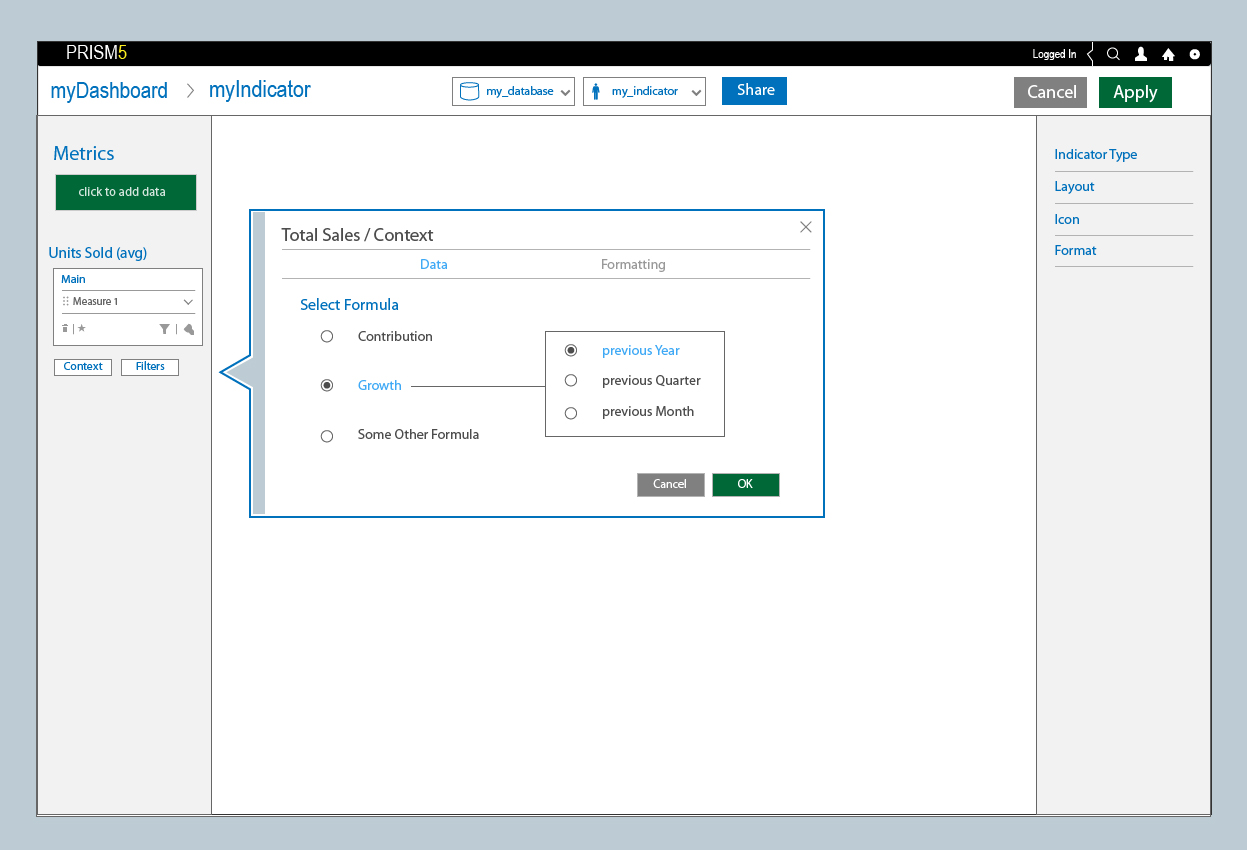 PRISM5
Logged In
myDashboard > myIndicator
my_database
my_indicator
Share
Cancel
Apply
Metrics
click to add data
Units Sold (avg)
Main
Measure 1
Context
Filters
Total Sales / Context
Data
Formatting
Select Formula
Contribution
Growth
Some Other Formula
previous Year
previous Quarter
previous Month
Cancel
OK
Indicator Type
Layout
Icon
Format